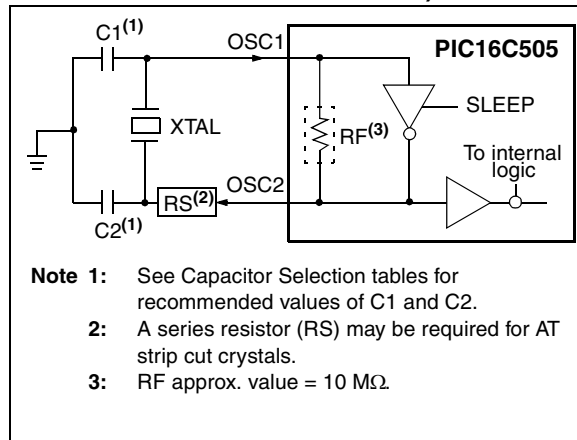 C1(1)
OSC1
PIC16C505
SLEEP
XTAL
RF(3)
To internal
logic
OSC2
RS(2)
C2(1)
Note 1: See Capacitor Selection tables for
recommended values of C1 and C2.
2: A series resistor (RS) may be required for AT
strip cut crystals.
3: RF approx. value = 10 MΩ.